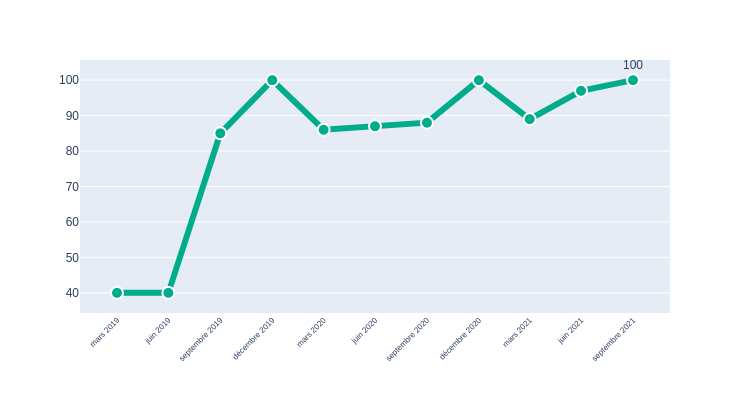 100
100
90
80
70
60
50
40
mars 2019
juin 2019
septembre 2019
décembre 2019
mars 2020
juin 2020
septembre 2020
décembre 2020
mars 2021
juin 2021
septembre 2021